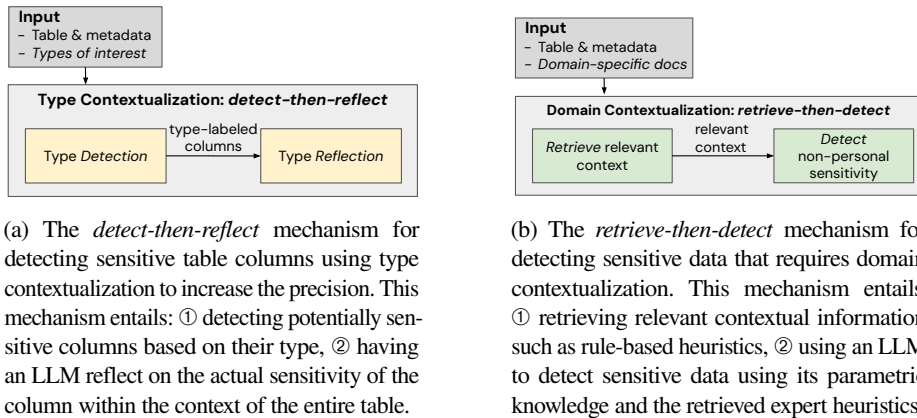 Input
– Table & metadata
– Types of interest
Type Contextualization: detect-then-reflect
Type Detection
type-labeled
columns
Type Reflection
(a) The detect-then-reflect mechanism for
detecting sensitive table columns using type
contextualization to increase the precision. This
mechanism entails: ① detecting potentially sen-
sitive columns based on their type, ② having
an LLM reflect on the actual sensitivity of the
column within the context of the entire table.
Input
– Table & metadata
– Domain-specific docs
Domain Contextualization: retrieve-then-detect
Retrieve relevant
context
relevant
context
Detect
non-personal
sensitivity
(b) The retrieve-then-detect mechanism fo
detecting sensitive data that requires domain
contextualization. This mechanism entails
① retrieving relevant contextual information
such as rule-based heuristics, ② using an LLM
to detect sensitive data using its parametric
knowledge and the retrieved expert heuristics